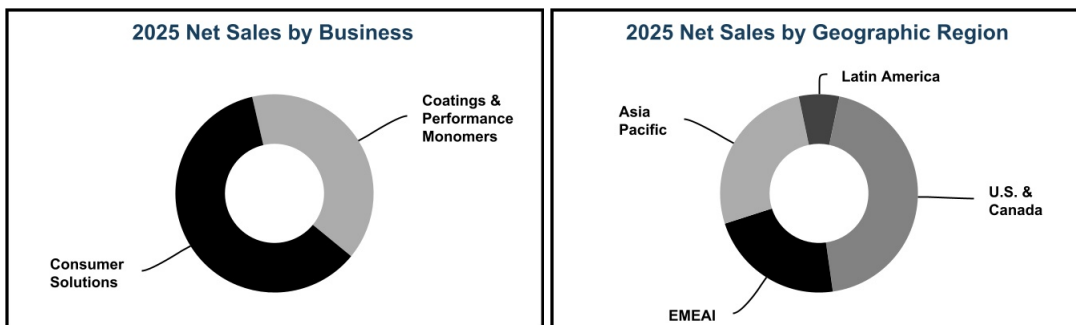 2025 Net Sales by Business
Coatings &
Performance
Monomers
Consumer
Solutions
2025 Net Sales by Geographic Region
Latin America
Asia
Pacific
U.S. &
Canada
EMEAI